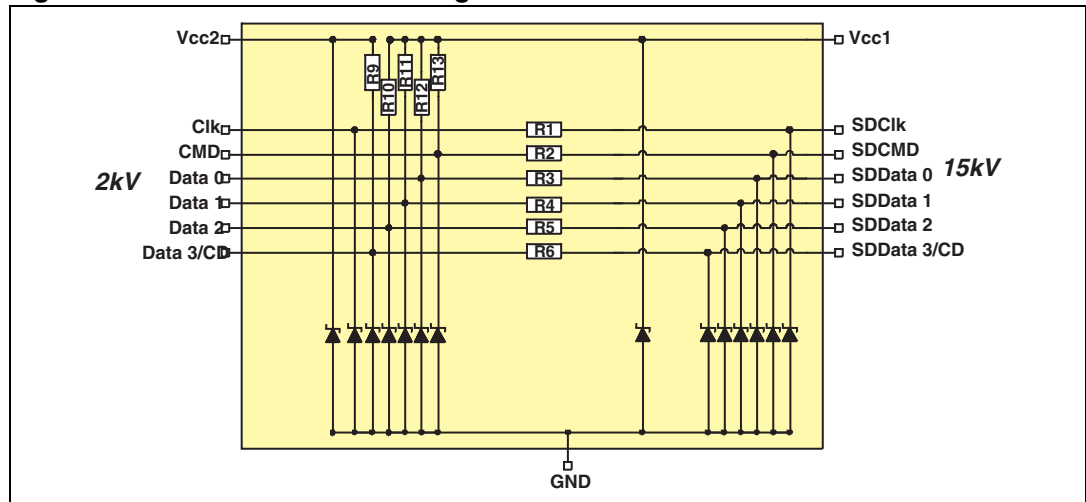 Vcc2
Vcc1
R9
R10
R11
R12
R13
Clk
R1
SDClk
CMD
R2
SDCMD
2kV
Data 0
R3
SDData 0
15kV
Data 1
R4
SDData 1
Data 2
R5
SDData 2
Data 3/CD
R6
SDData 3/CD
GND